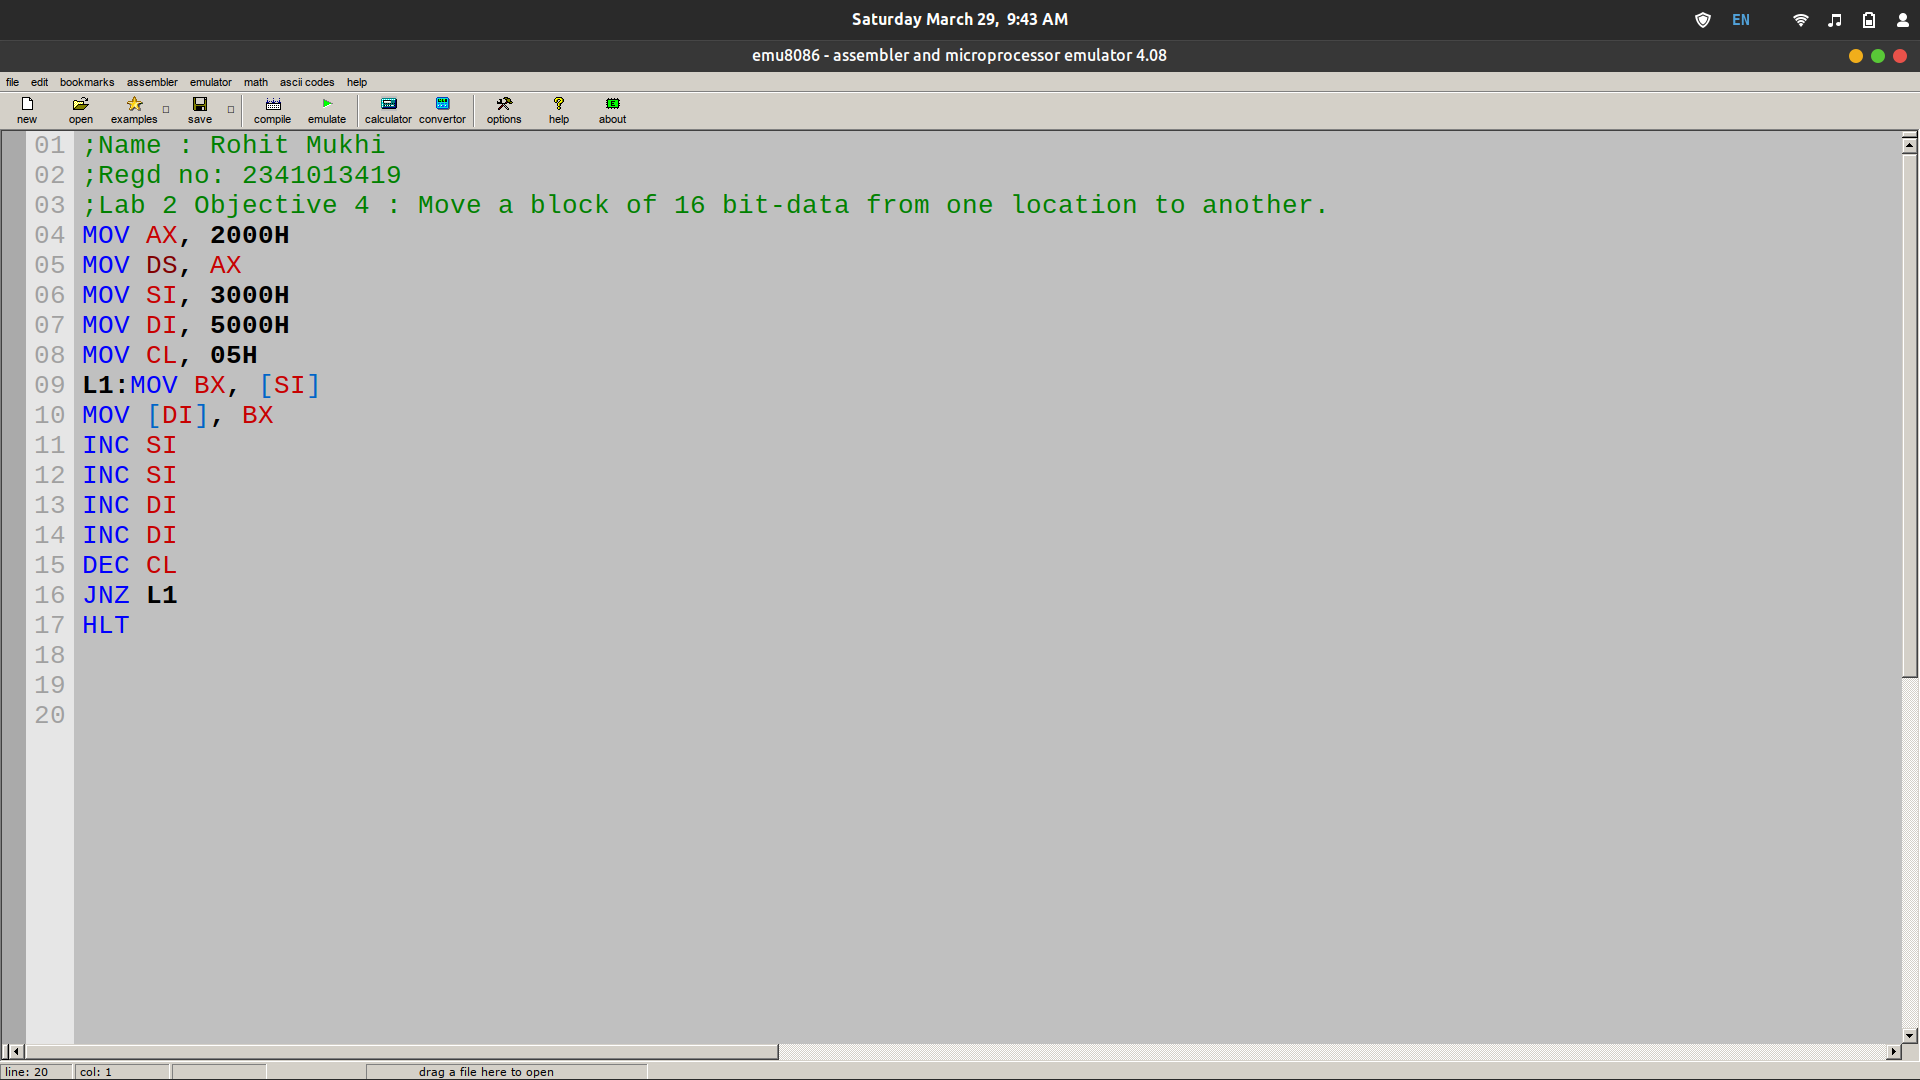 Saturday March 29, 9:43 AM
EN
emu8086 - assembler and microprocessor emulator 4.08
file edit bookmarks assembler emulator math ascii codes help
new open examples save compile emulate calculator convertor options help about
01 ;Name : Rohit Mukhi
02 ;Regd no: 2341013419
03 ;Lab 2 Objective 4 : Move a block of 16 bit-data from one location to another.
04 MOV AX, 2000H
05 MOV DS, AX
06 MOV SI, 3000H
07 MOV DI, 5000H
08 MOV CL, 05H
09 L1:MOV BX, [SI]
10 MOV [DI], BX
11 INC SI
12 INC SI
13 INC DI
14 INC DI
15 DEC CL
16 JNZ L1
17 HLT
18
19
20
line: 20 col: 1 drag a file here to open